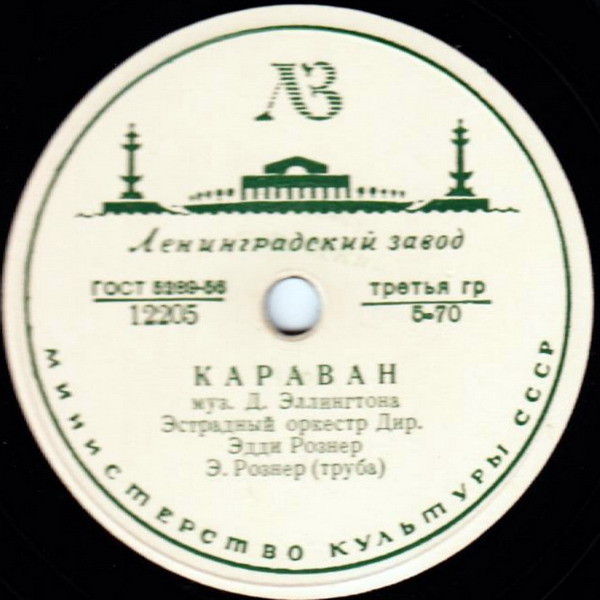 ЛЗ
Ленинградский завод
ГОСТ 5289-56
12205
третья гр
5-70
КАРАВАН
муз. Д. Эллингтона
Эстрадный оркестр Дир.
Эдди Рознер
Э. Рознер (труба)
МИНИСТЕРСТВО КУЛЬТУРЫ СССР